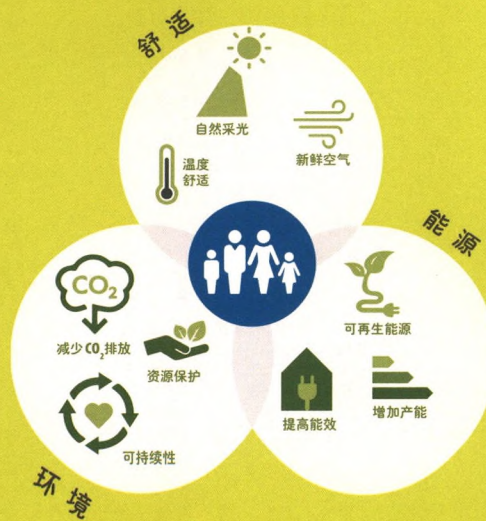 舒适
自然采光
新鲜空气
温度
舒适
能源
CO₂
可再生能源
减少CO₂排放
资源保护
提高能效
增加产能
可持续性
环境